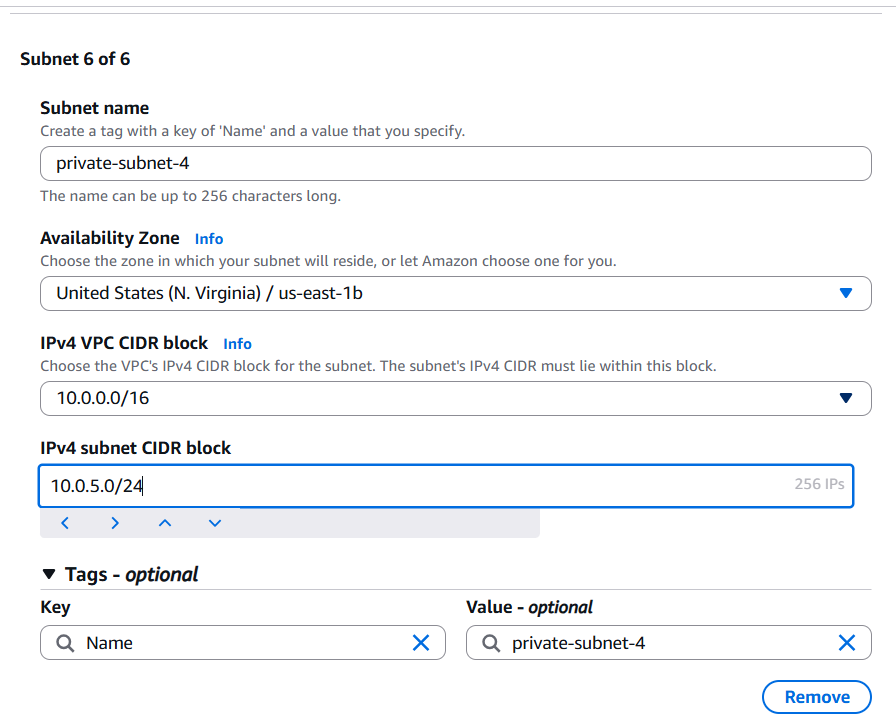 Subnet 6 of 6
Subnet name
Create a tag with a key of 'Name' and a value that you specify.
private-subnet-4
The name can be up to 256 characters long.
Availability Zone Info
Choose the zone in which your subnet will reside, or let Amazon choose one for you.
United States (N. Virginia) / us-east-1b
IPv4 VPC CIDR block Info
Choose the VPC's IPv4 CIDR block for the subnet. The subnet's IPv4 CIDR must lie within this block.
10.0.0.0/16
IPv4 subnet CIDR block
10.0.5.0/24 256 IPs
Tags - optional
Key Value - optional
Name private-subnet-4
Remove